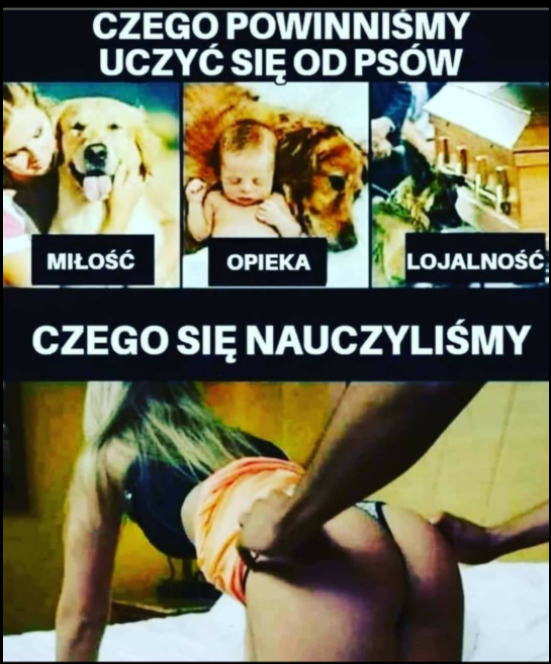 CZEGO POWINNIŚMY
UCZYĆ SIĘ OD PSÓW
MIŁOŚĆ
OPIEKA
LOJALNOŚĆ
CZEGO SIĘ NAUCZYLIŚMY